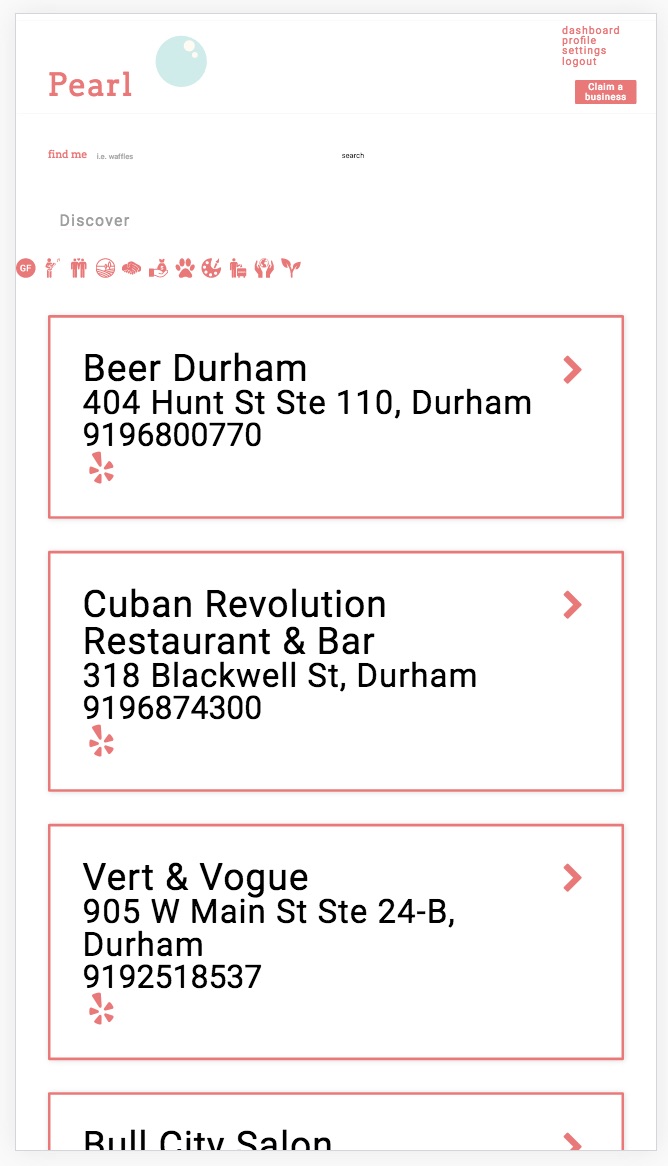 dashboard
profile
settings
logout
Pearl
Claim a
business
find me i.e. waffles search
Discover
GF
Beer Durham
404 Hunt St Ste 110, Durham
9196800770
Cuban Revolution
Restaurant & Bar
318 Blackwell St, Durham
9196874300
Vert & Vogue
905 W Main St Ste 24-B,
Durham
9192518537
Bull City Salon